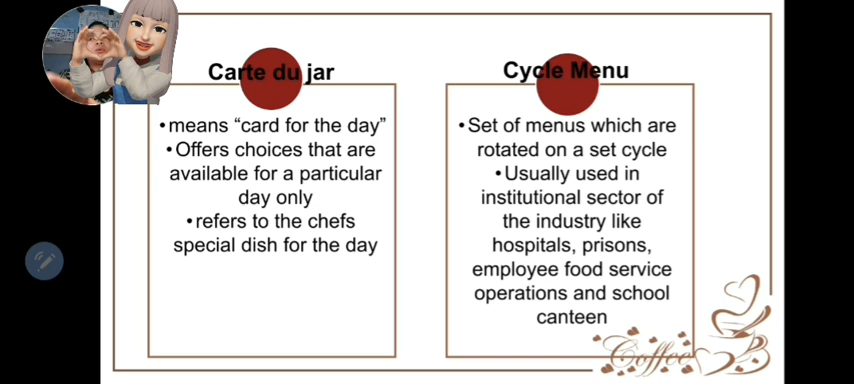 Carte du jar
• means “card for the day”
• Offers choices that are
available for a particular
day only
• refers to the chefs
special dish for the day
Cycle Menu
• Set of menus which are
rotated on a set cycle
• Usually used in
institutional sector of
the industry like
hospitals, prisons,
employee food service
operations and school
canteen
Coffee